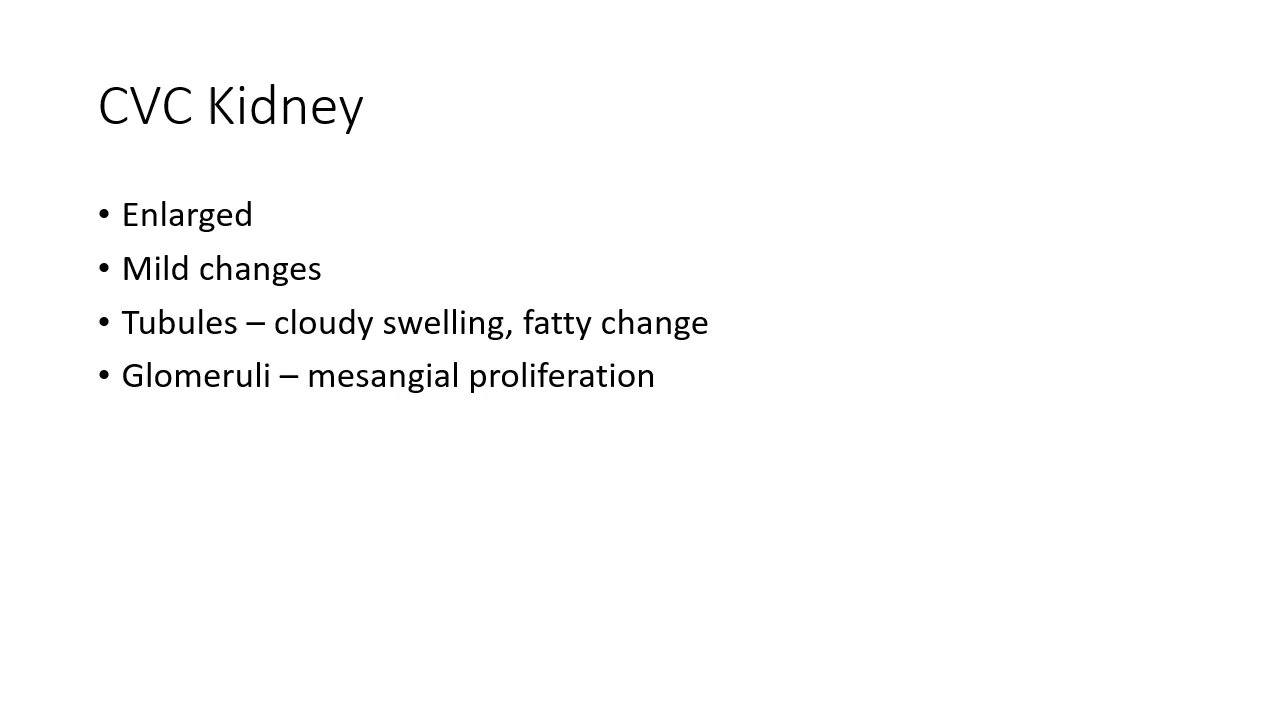 CVC Kidney
• Enlarged
• Mild changes
• Tubules – cloudy swelling, fatty change
• Glomeruli – mesangial proliferation